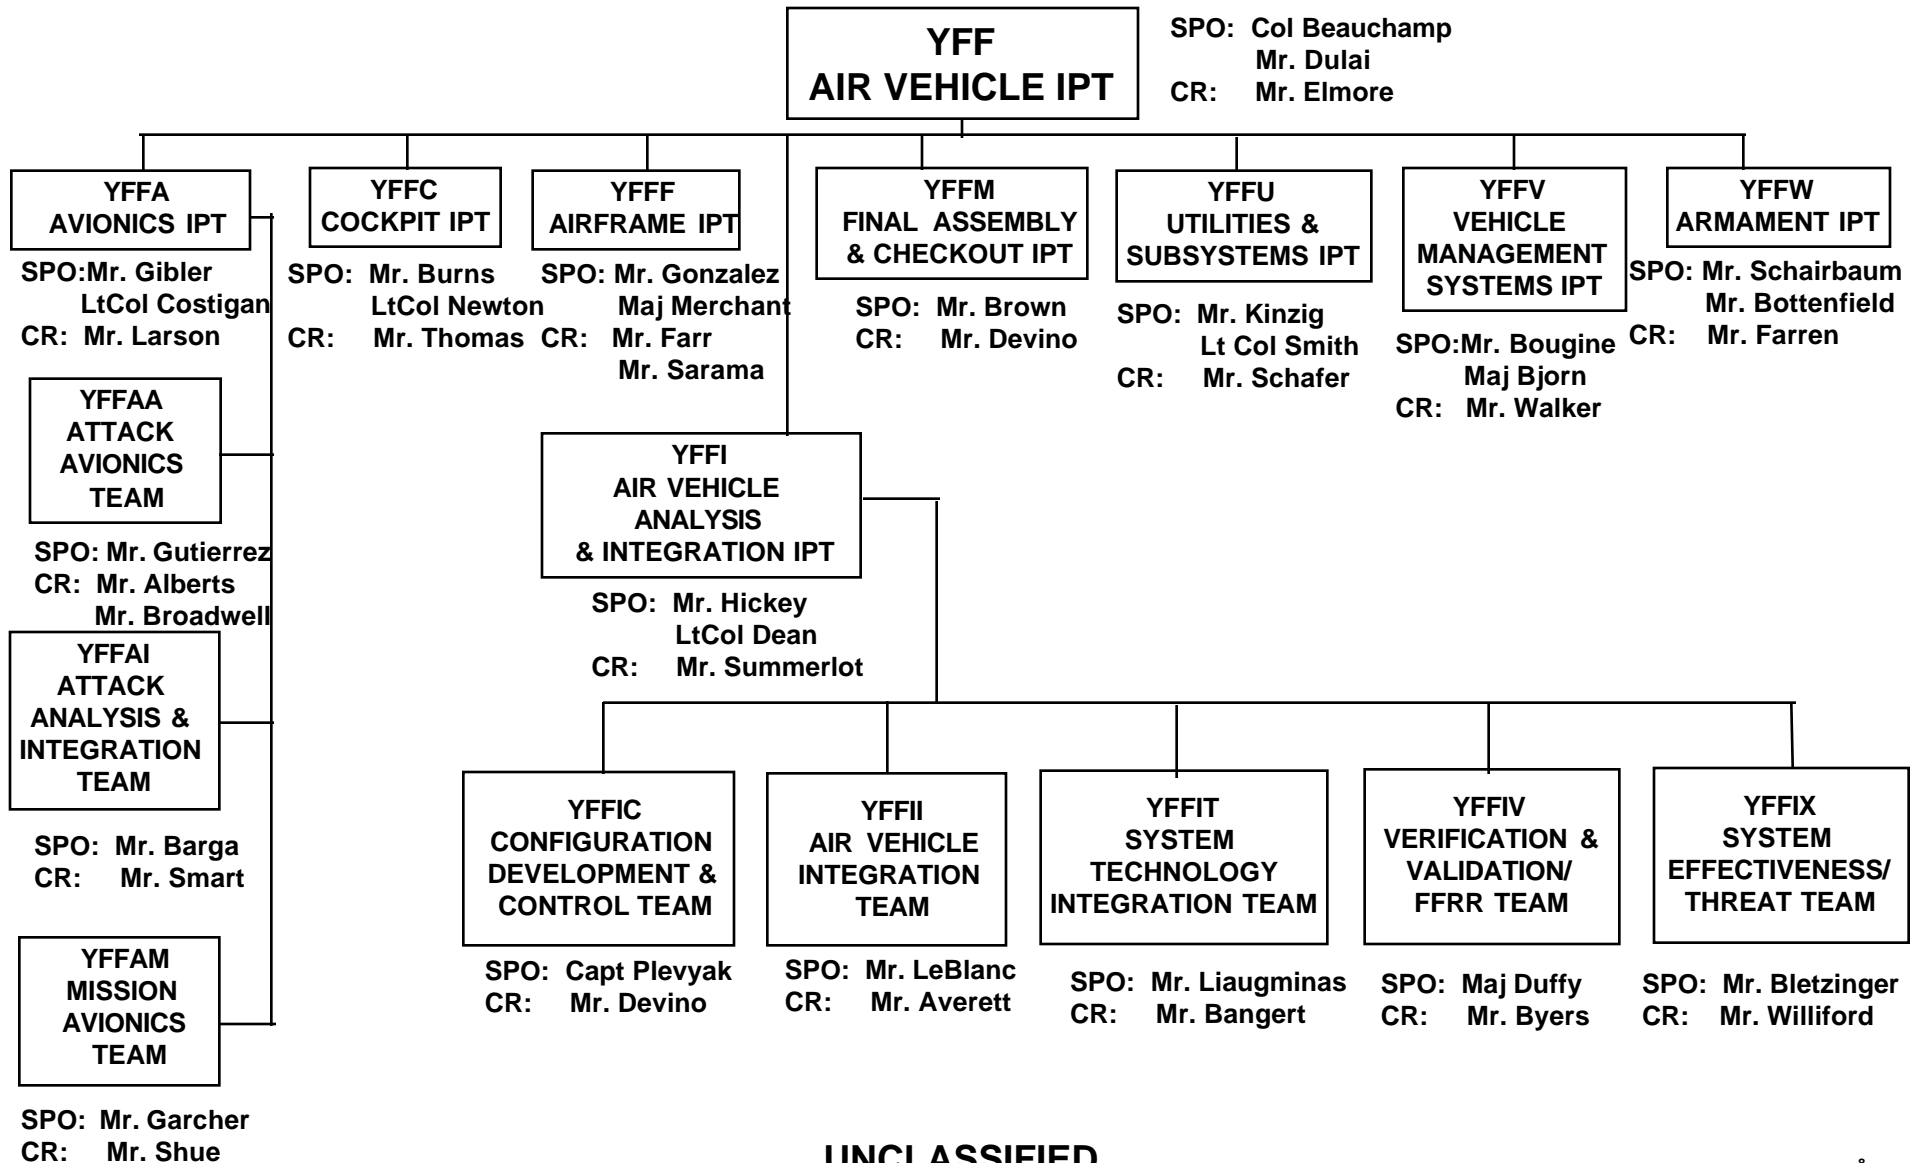 YFF
AIR VEHICLE IPT
SPO: Col Beauchamp
Mr. Dulai
CR: Mr. Elmore
YFFA
AVIONICS IPT
SPO:Mr. Gibler
LtCol Costigan
CR: Mr. Larson
YFFC
COCKPIT IPT
SPO: Mr. Burns
LtCol Newton
CR: Mr. Thomas
YFFF
AIRFRAME IPT
SPO: Mr. Gonzalez
Maj Merchant
CR: Mr. Farr
Mr. Sarama
YFFM
FINAL ASSEMBLY
& CHECKOUT IPT
SPO: Mr. Brown
CR: Mr. Devino
YFFU
UTILITIES &
SUBSYSTEMS IPT
SPO: Mr. Kinzig
Lt Col Smith
CR: Mr. Schafer
YFFV
VEHICLE
MANAGEMENT
SYSTEMS IPT
SPO:Mr. Bougine
Maj Bjorn
CR: Mr. Walker
YFFW
ARMAMENT IPT
SPO: Mr. Schairbaum
Mr. Bottenfield
CR: Mr. Farren
YFFAA
ATTACK
AVIONICS
TEAM
SPO: Mr. Gutierrez
CR: Mr. Alberts
Mr. Broadwell
YFFAI
ATTACK
ANALYSIS &
INTEGRATION
TEAM
SPO: Mr. Barga
CR: Mr. Smart
YFFAM
MISSION
AVIONICS
TEAM
SPO: Mr. Garcher
CR: Mr. Shue
YFFI
AIR VEHICLE
ANALYSIS
& INTEGRATION IPT
SPO: Mr. Hickey
LtCol Dean
CR: Mr. Summerlot
YFFIC
CONFIGURATION
DEVELOPMENT &
CONTROL TEAM
SPO: Capt Plevyak
CR: Mr. Devino
YFFII
AIR VEHICLE
INTEGRATION
TEAM
SPO: Mr. LeBlanc
CR: Mr. Averett
YFFIT
SYSTEM
TECHNOLOGY
INTEGRATION TEAM
SPO: Mr. Liaugminas
CR: Mr. Bangert
YFFIV
VERIFICATION &
VALIDATION/
FFRR TEAM
SPO: Maj Duffy
CR: Mr. Byers
YFFIX
SYSTEM
EFFECTIVENESS/
THREAT TEAM
SPO: Mr. Bletzinger
CR: Mr. Williford
UNCLASSIFIED